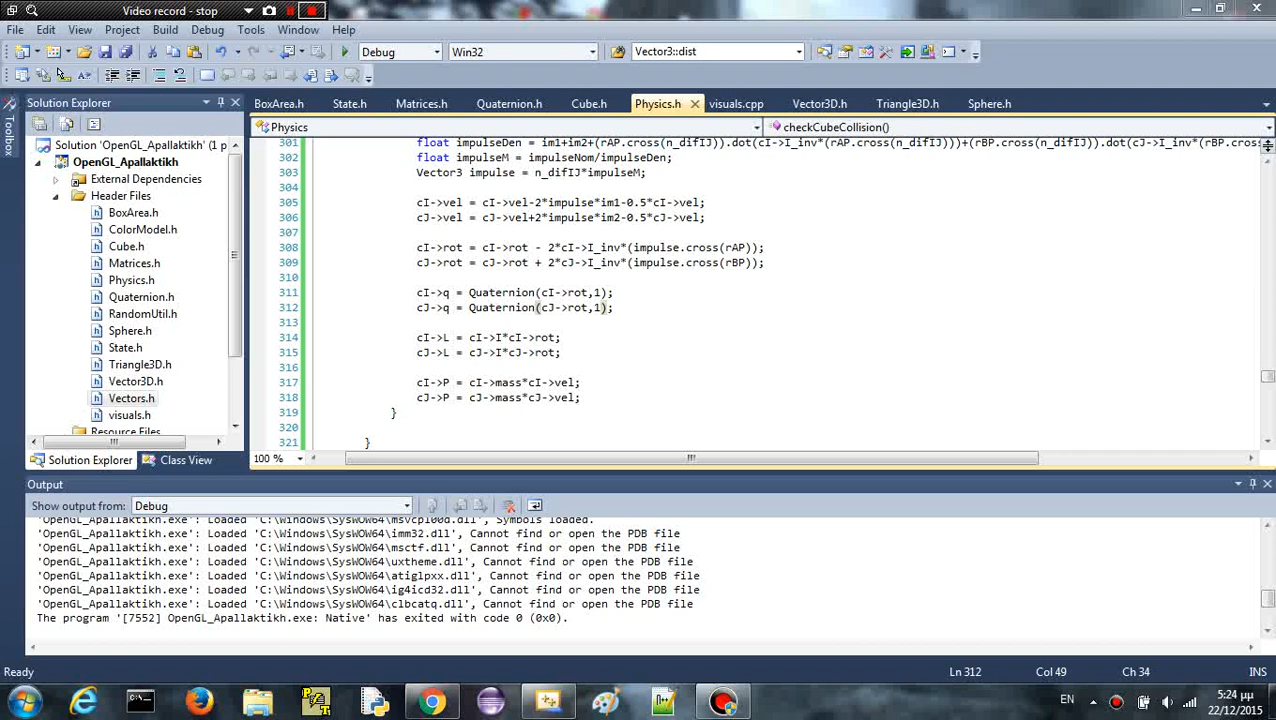 Video record - stop
File Edit View Project Build Debug Tools Window Help
Debug Win32 Vector3::dist
Solution Explorer
BoxArea.h State.h Matrices.h Quaternion.h Cube.h Physics.h visuals.cpp Vector3D.h Triangle3D.h Sphere.h
Physics checkCubeCollision()
Toolbox
Solution 'OpenGL_Apallaktikh' (1 p
OpenGL_Apallaktikh
External Dependencies
Header Files
BoxArea.h
ColorModel.h
Cube.h
Matrices.h
Physics.h
Quaternion.h
RandomUtil.h
Sphere.h
State.h
Triangle3D.h
Vector3D.h
Vectors.h
visuals.h
Resource Files
Solution Explorer Class View
301 float impulseDen = im1+im2+(rAP.cross(n_difIJ)).dot(cI->I_inv*(rAP.cross(n_difIJ)))+(rBP.cross(n_difIJ)).dot(cJ->I_inv*(rBP.cross
302 float impulseM = impulseNom/impulseDen;
303 Vector3 impulse = n_difIJ*impulseM;
304
305 cI->vel = cI->vel-2*impulse*im1-0.5*cI->vel;
306 cJ->vel = cJ->vel+2*impulse*im2-0.5*cJ->vel;
307
308 cI->rot = cI->rot - 2*cI->I_inv*(impulse.cross(rAP));
309 cJ->rot = cJ->rot + 2*cJ->I_inv*(impulse.cross(rBP));
310
311 cI->q = Quaternion(cI->rot,1);
312 cJ->q = Quaternion(cJ->rot,1);
313
314 cI->L = cI->I*cI->rot;
315 cJ->L = cJ->I*cJ->rot;
316
317 cI->P = cI->mass*cI->vel;
318 cJ->P = cJ->mass*cJ->vel;
319 }
320
321 }
100 %
Output
Show output from: Debug
'OpenGL_Apallaktikh.exe': Loaded 'C:\Windows\SysWOW64\msvcp100d.dll', Symbols loaded.
'OpenGL_Apallaktikh.exe': Loaded 'C:\Windows\SysWOW64\imm32.dll', Cannot find or open the PDB file
'OpenGL_Apallaktikh.exe': Loaded 'C:\Windows\SysWOW64\msctf.dll', Cannot find or open the PDB file
'OpenGL_Apallaktikh.exe': Loaded 'C:\Windows\SysWOW64\uxtheme.dll', Cannot find or open the PDB file
'OpenGL_Apallaktikh.exe': Loaded 'C:\Windows\SysWOW64\atiglpxx.dll', Cannot find or open the PDB file
'OpenGL_Apallaktikh.exe': Loaded 'C:\Windows\SysWOW64\ig4icd32.dll', Cannot find or open the PDB file
'OpenGL_Apallaktikh.exe': Loaded 'C:\Windows\SysWOW64\clbcatq.dll', Cannot find or open the PDB file
The program '[7552] OpenGL_Apallaktikh.exe: Native' has exited with code 0 (0x0).
Ready Ln 312 Col 49 Ch 34 INS
EN 5:24 μμ
22/12/2015